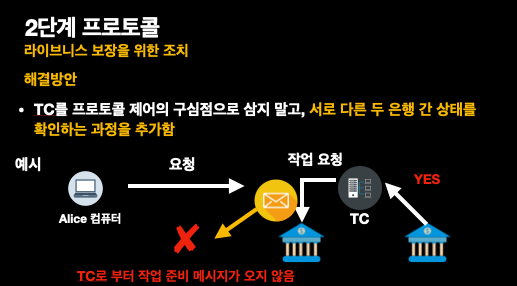 2단계 프로토콜
라이브니스 보장을 위한 조치
해결방안
• TC를 프로토콜 제어의 구심점으로 삼지 말고, 서로 다른 두 은행 간 상태를
확인하는 과정을 추가함
예시
요청
작업 요청
YES
Alice 컴퓨터
TC
TC로 부터 작업 준비 메시지가 오지 않음